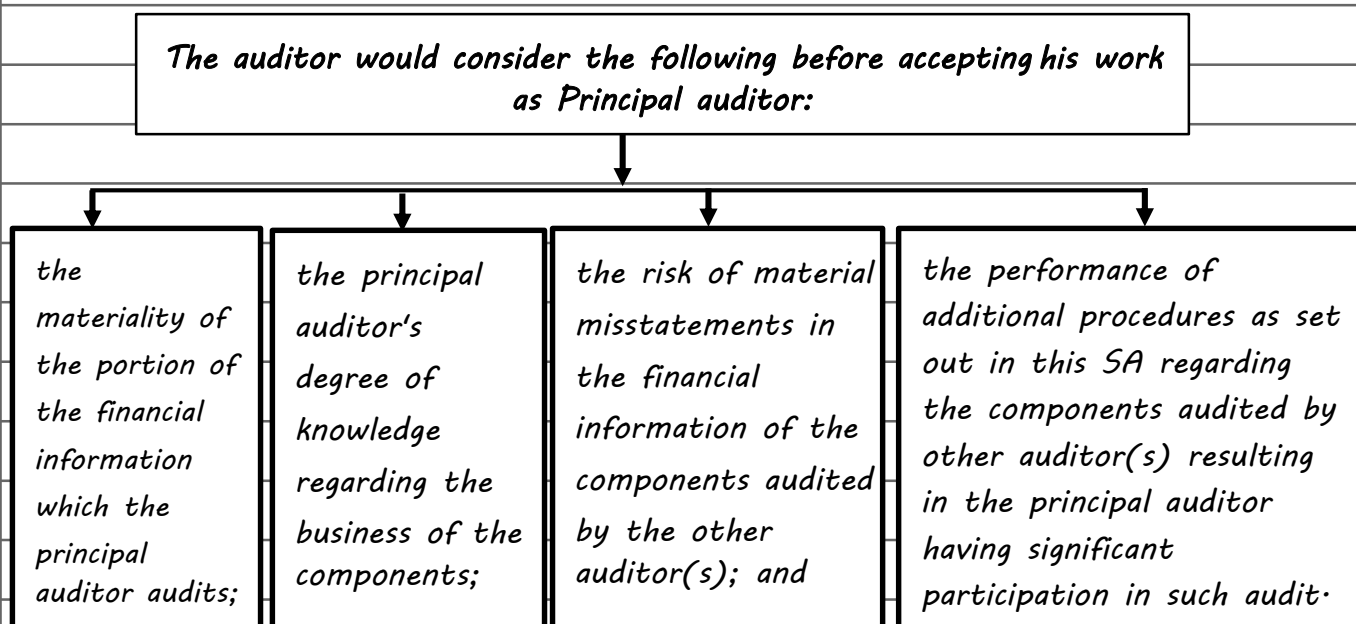 The auditor would consider the following before accepting his work
as Principal auditor:
the
materiality of
the portion of
the financial
information
which the
principal
auditor audits;
the principal
auditor's
degree of
knowledge
regarding the
business of the
components;
the risk of material
misstatements in
the financial
information of the
components audited
by the other
auditor(s); and
the performance of
additional procedures as set
out in this SA regarding
the components audited by
other auditor(s) resulting
in the principal auditor
having significant
participation in such audit.